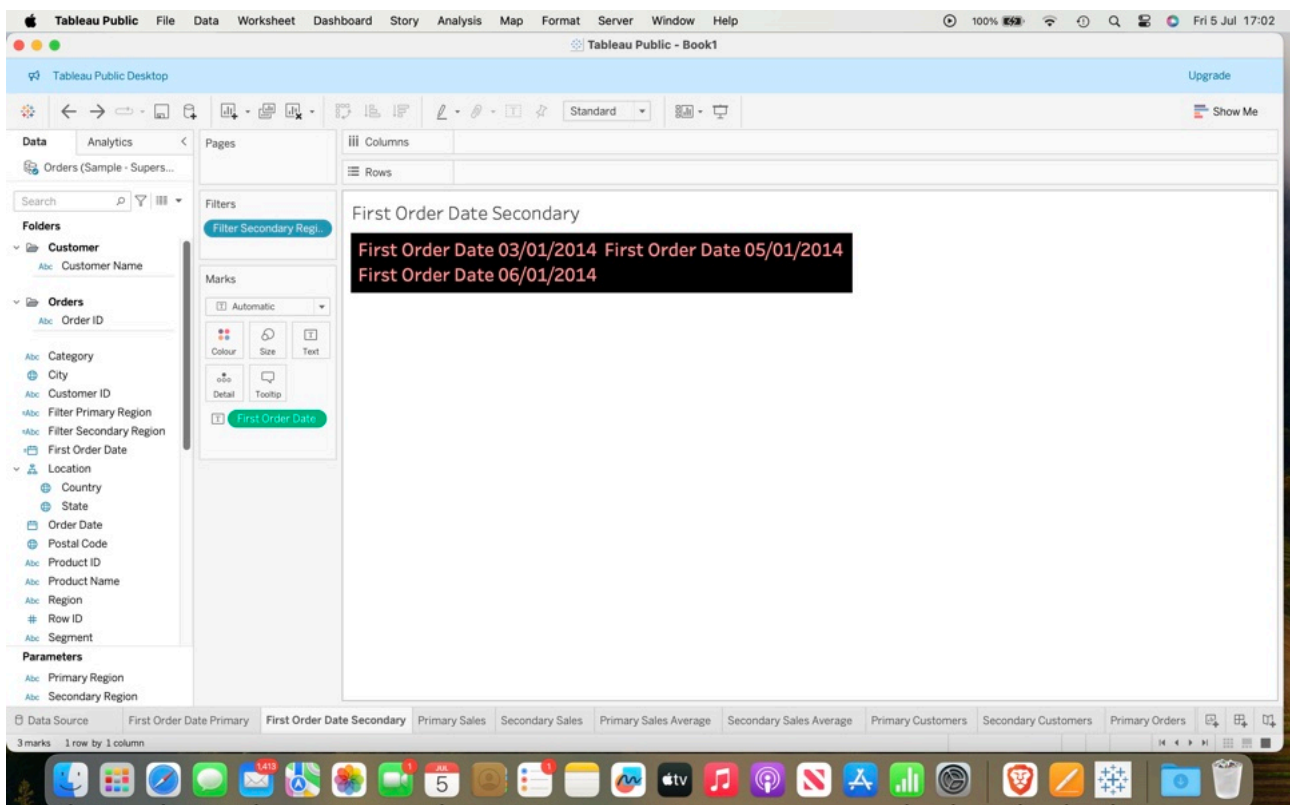 Tableau Public File Data Worksheet Dashboard Story Analysis Map Format Server Window Help 100% Fri 5 Jul 17:02
Tableau Public - Book1
Tableau Public Desktop Upgrade
Standard Show Me
Data Analytics
Orders (Sample - Supers...
Search
Folders
Customer
Abc Customer Name
Orders
Abc Order ID
Abc Category
City
Abc Customer ID
Abc Filter Primary Region
Abc Filter Secondary Region
First Order Date
Location
Country
State
Order Date
Postal Code
Abc Product ID
Abc Product Name
Abc Region
# Row ID
Abc Segment
Parameters
Abc Primary Region
Abc Secondary Region
Pages
Filters
Filter Secondary Regi..
Marks
Automatic
Colour Size Text
Detail Tooltip
First Order Date
Columns
Rows
First Order Date Secondary
First Order Date 03/01/2014 First Order Date 05/01/2014
First Order Date 06/01/2014
Data Source First Order Date Primary First Order Date Secondary Primary Sales Secondary Sales Primary Sales Average Secondary Sales Average Primary Customers Secondary Customers Primary Orders
3 marks 1 row by 1 column
1,413 1 JUL 5 1 tv